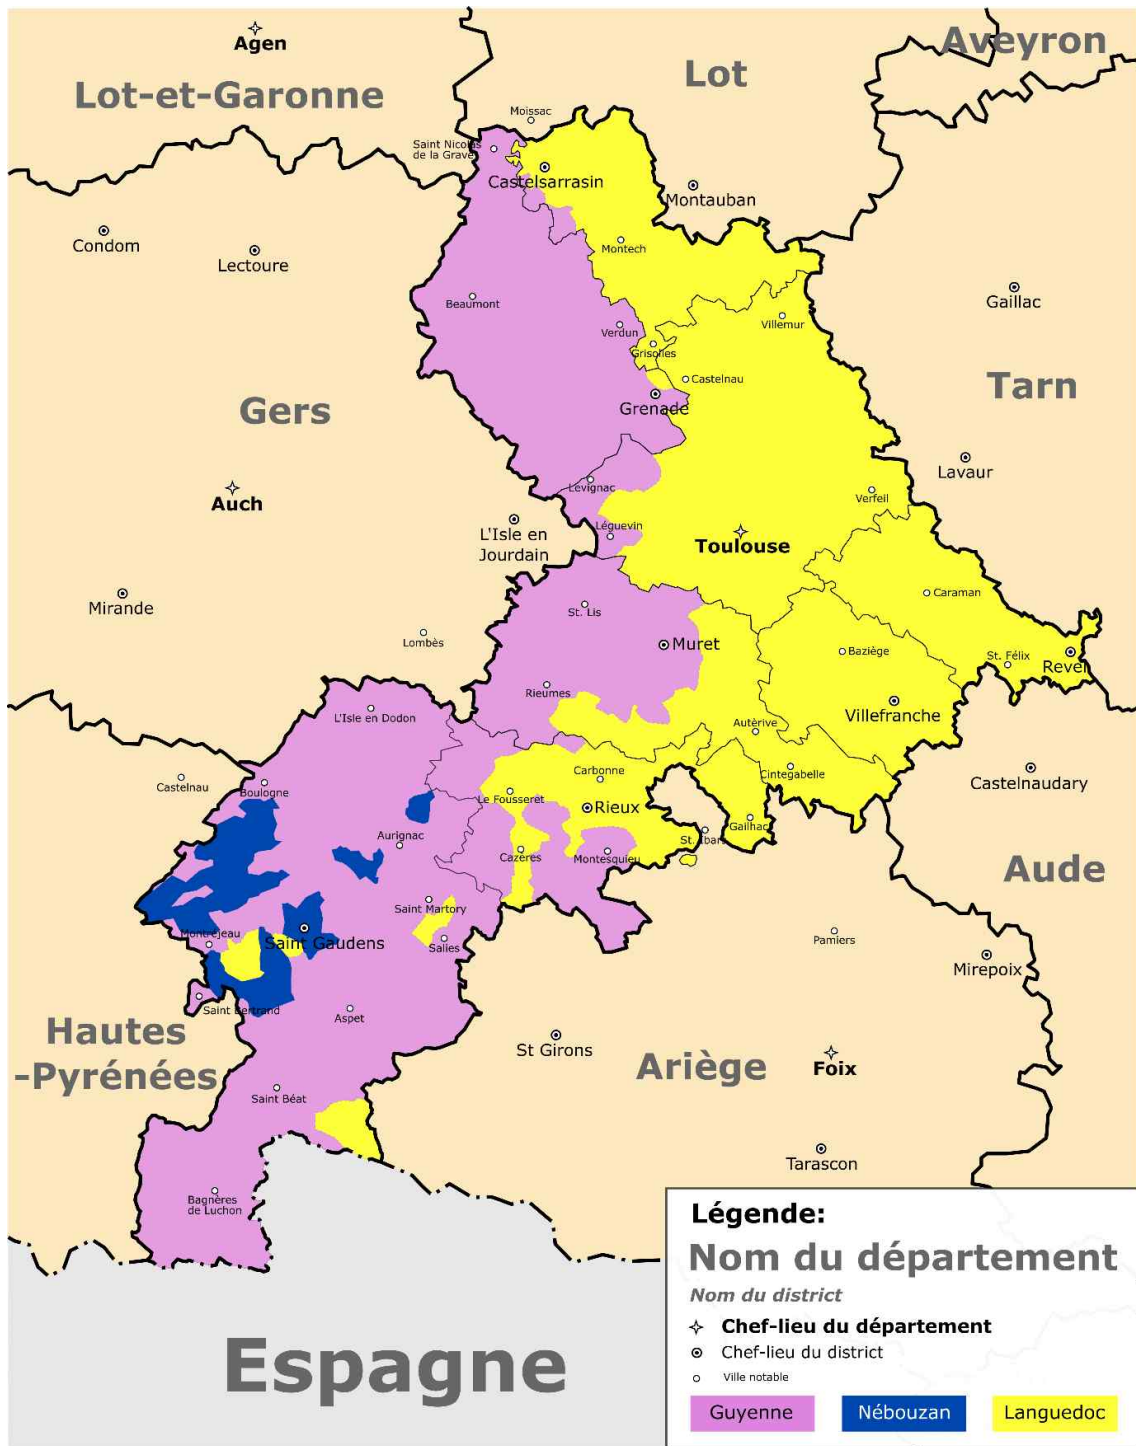 Agen
Aveyron
Lot
Lot-et-Garonne
Moissac
Saint Nicolas
de la Grave
Castelsarrasin
Montauban
Condom
Lectoure
Montech
Gaillac
Beaumont
Verdun
Villemur
Grisolles
Castelnau
Tarn
Gers
Grenade
Lavaur
Levignac
Verfeil
Auch
L'Isle en
Jourdain
Léguevin
Toulouse
Mirande
Caraman
St. Lis
Lombès
Muret
Baziège
St. Félix
Revel
Rieumes
L'Isle en Dodon
Villefranche
Autèrive
Castelnau
Boulogne
Carbonne
Cintegabelle
Castelnaudary
Le Fousseret
Rieux
Gailhac
St. Ibars
Aurignac
Cazères
Montesquieu
Aude
Saint Martory
Montréjeau
Saint Gaudens
Salies
Pamiers
Mirepoix
Saint Bertrand
Aspet
Hautes
-Pyrénées
St Girons
Ariège
Foix
Saint Béat
Tarascon
Bagnères
de Luchon
Espagne
Légende:
Nom du département
Nom du district
Chef-lieu du département
Chef-lieu du district
Ville notable
Guyenne
Nébouzan
Languedoc